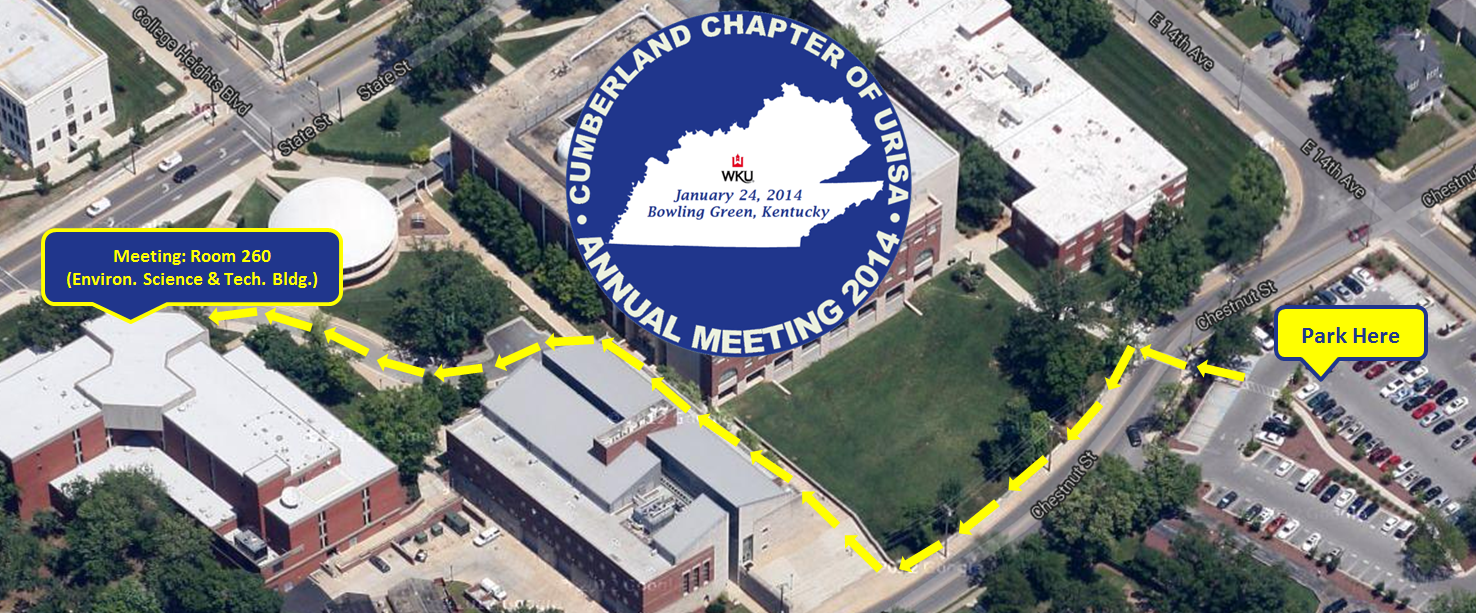 College Heights Blvd
State St
State St
E 14th Ave
E 14th Ave
Chestnut St
Chestnut St
CUMBERLAND CHAPTER OF URISA
WKU
January 24, 2014
Bowling Green, Kentucky
• ANNUAL MEETING 2014 •
Meeting: Room 260
(Environ. Science & Tech. Bldg.)
Park Here